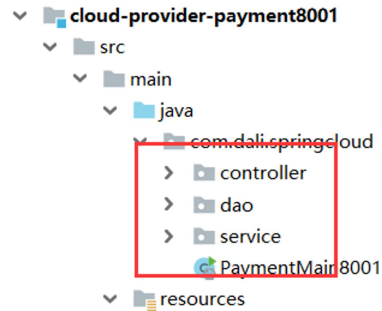 cloud-provider-payment8001
src
main
java
com.dali.springcloud
controller
dao
service
PaymentMain8001
resources